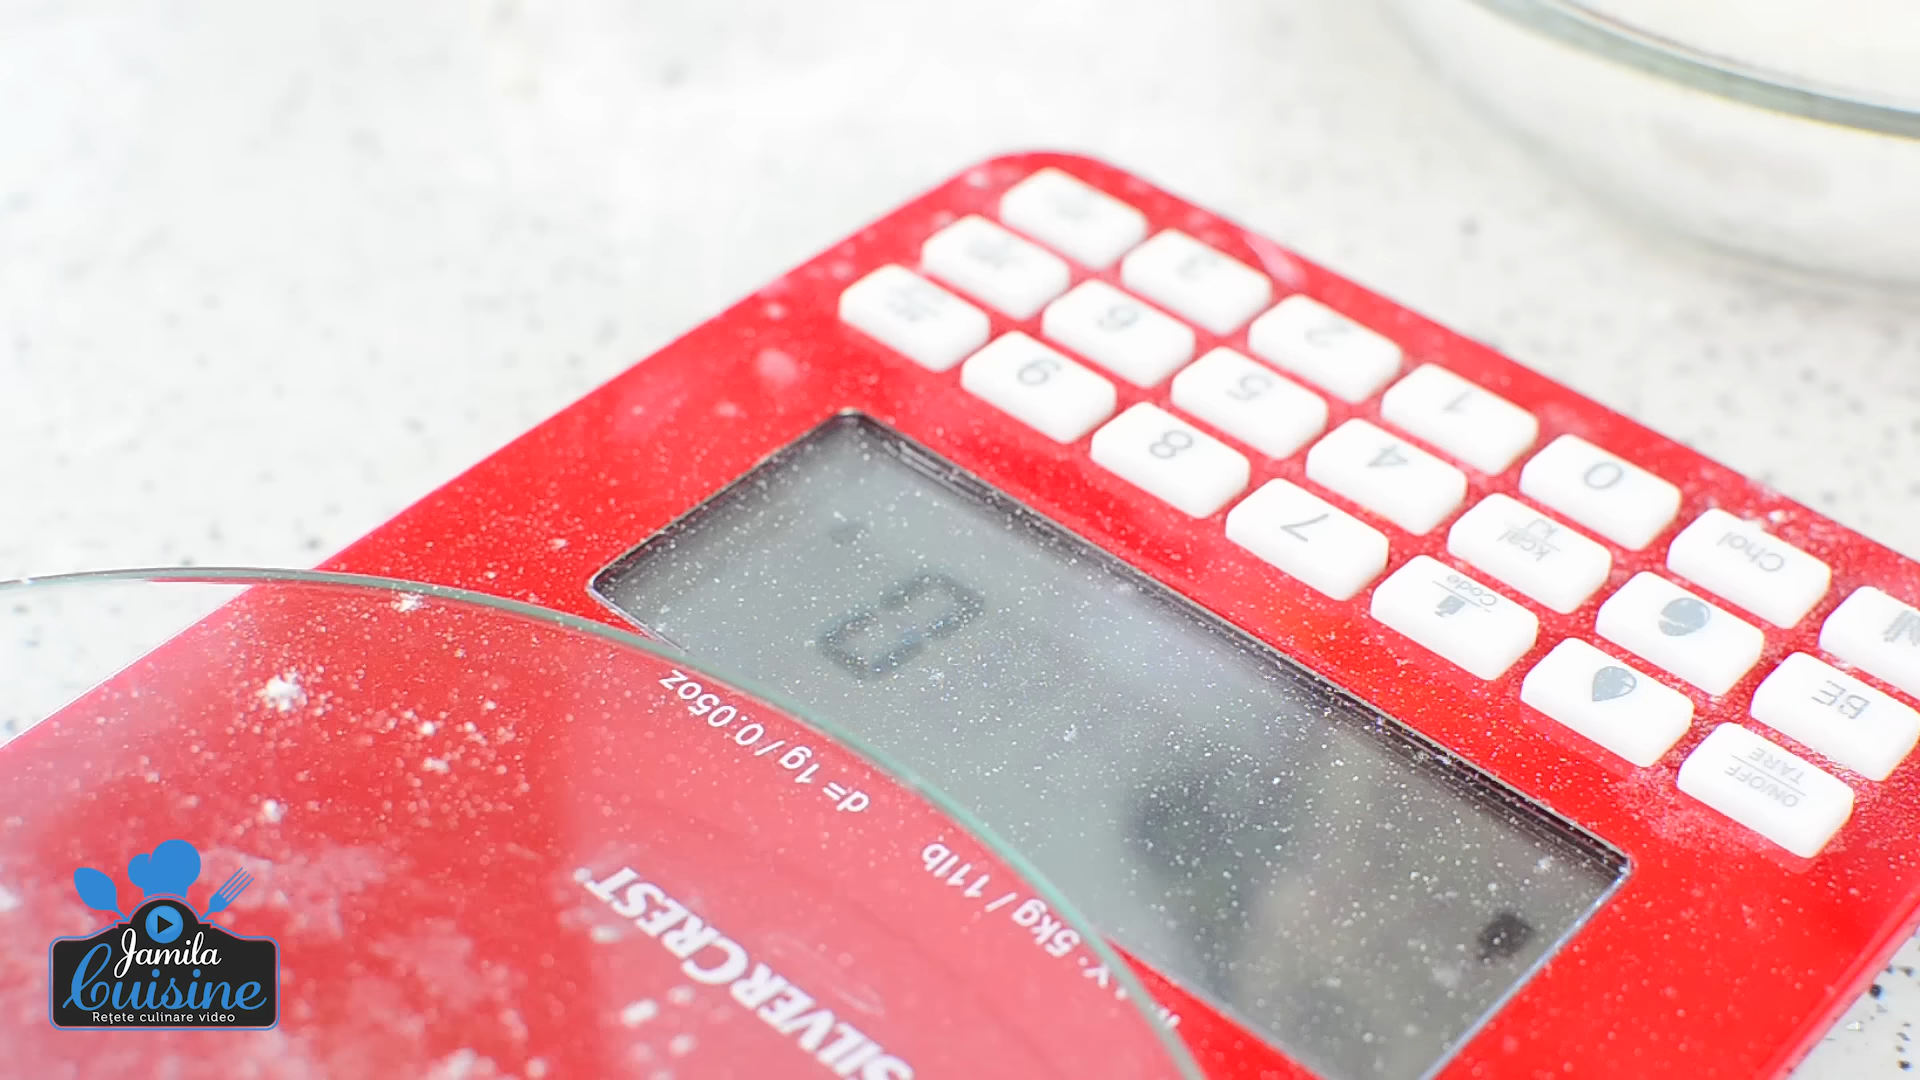 3
2
1
0
Chol
6
5
4
kcal
kJ
BE
9
8
7
Code
ON/OFF
TARE
0
d= 1g / 0.05oz
5kg / 11lb
SILVERCREST®
Jamila
Cuisine
Rețete culinare video